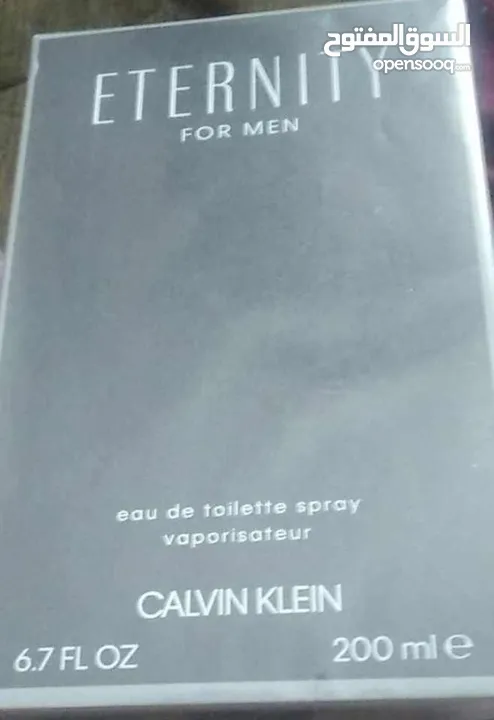 السوق المفتوح
opensooq.com
ETERNITY
FOR MEN
eau de toilette spray
vaporisateur
CALVIN KLEIN
6.7 FL OZ 200 ml e